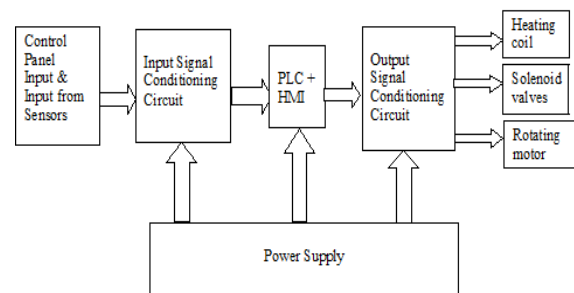 Control
Panel
Input &
Input from
Sensors
Input Signal
Conditioning
Circuit
PLC +
HMI
Output
Signal
Conditioning
Circuit
Heating
coil
Solenoid
valves
Rotating
motor
Power Supply